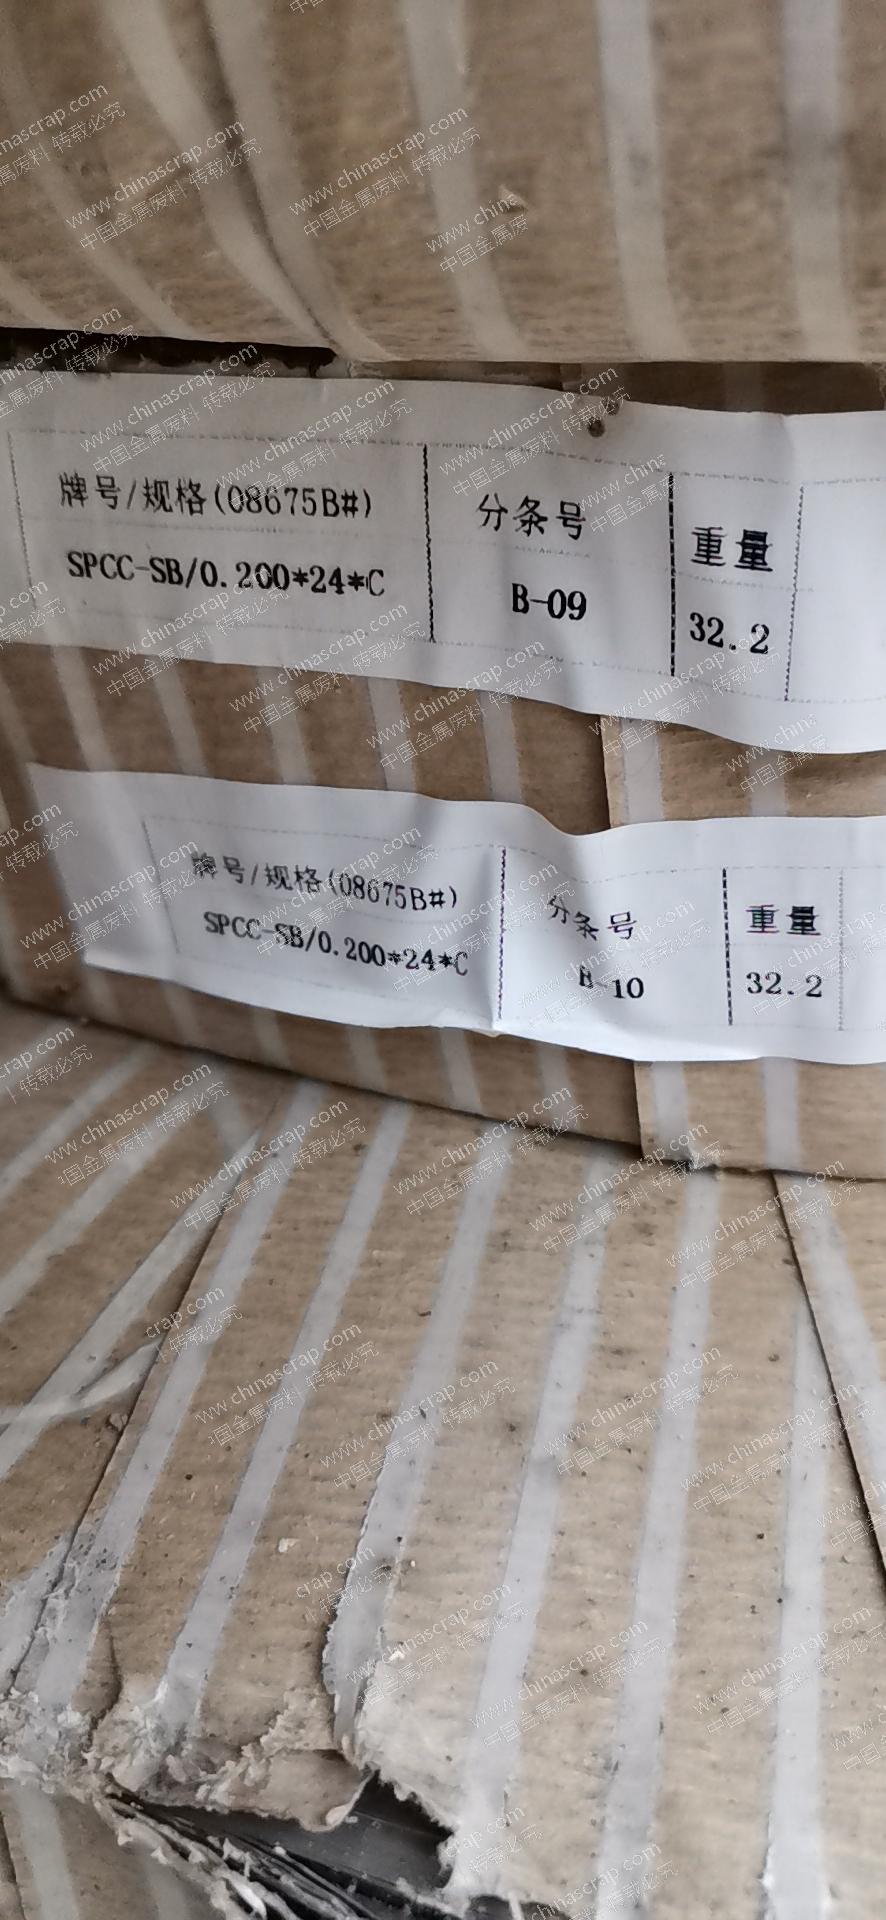 牌号/规格(08675B#)
分条号
重量
SPCC-SB/0.200*24*C
B-09
32.2
牌号/规格(08675B#)
分条号
重量
SPCC-SB/0.200*24*C
B-10
32.2
www.chinascrap.com
中国金属废料 转载必究